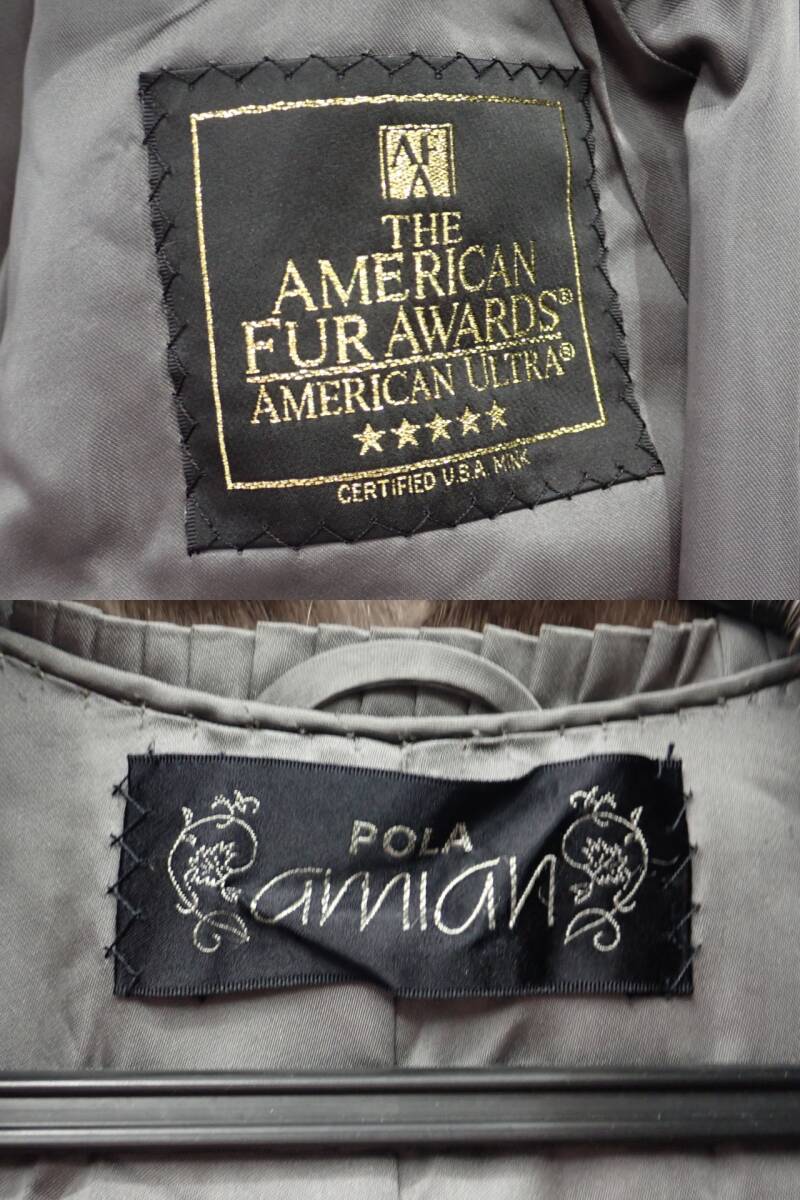 AFA
THE
AMERICAN
FUR AWARDS®
AMERICAN ULTRA®
★★★★★
CERTIFIED U.S.A. MINK
POLA
amian